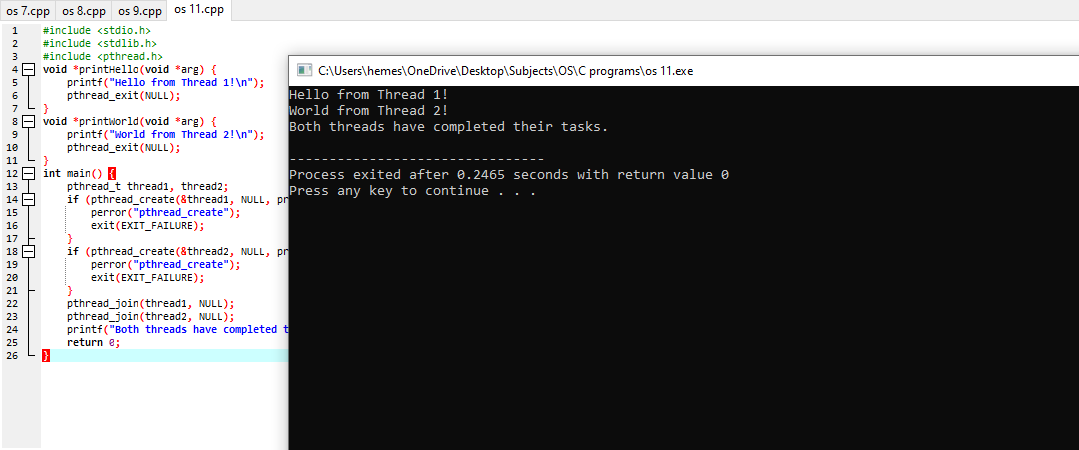 os 7.cpp os 8.cpp os 9.cpp os 11.cpp
1 #include <stdio.h>
2 #include <stdlib.h>
3 #include <pthread.h>
4 void *printHello(void *arg) {
5 printf("Hello from Thread 1!\n");
6 pthread_exit(NULL);
7 }
8 void *printWorld(void *arg) {
9 printf("World from Thread 2!\n");
10 pthread_exit(NULL);
11 }
12 int main() {
13 pthread_t thread1, thread2;
14 if (pthread_create(&thread1, NULL, pr
15 perror("pthread_create");
16 exit(EXIT_FAILURE);
17 }
18 if (pthread_create(&thread2, NULL, pr
19 perror("pthread_create");
20 exit(EXIT_FAILURE);
21 }
22 pthread_join(thread1, NULL);
23 pthread_join(thread2, NULL);
24 printf("Both threads have completed t
25 return 0;
26 }
C:\Users\hemes\OneDrive\Desktop\Subjects\OS\C programs\os 11.exe
Hello from Thread 1!
World from Thread 2!
Both threads have completed their tasks.
--------------------------------
Process exited after 0.2465 seconds with return value 0
Press any key to continue . . .